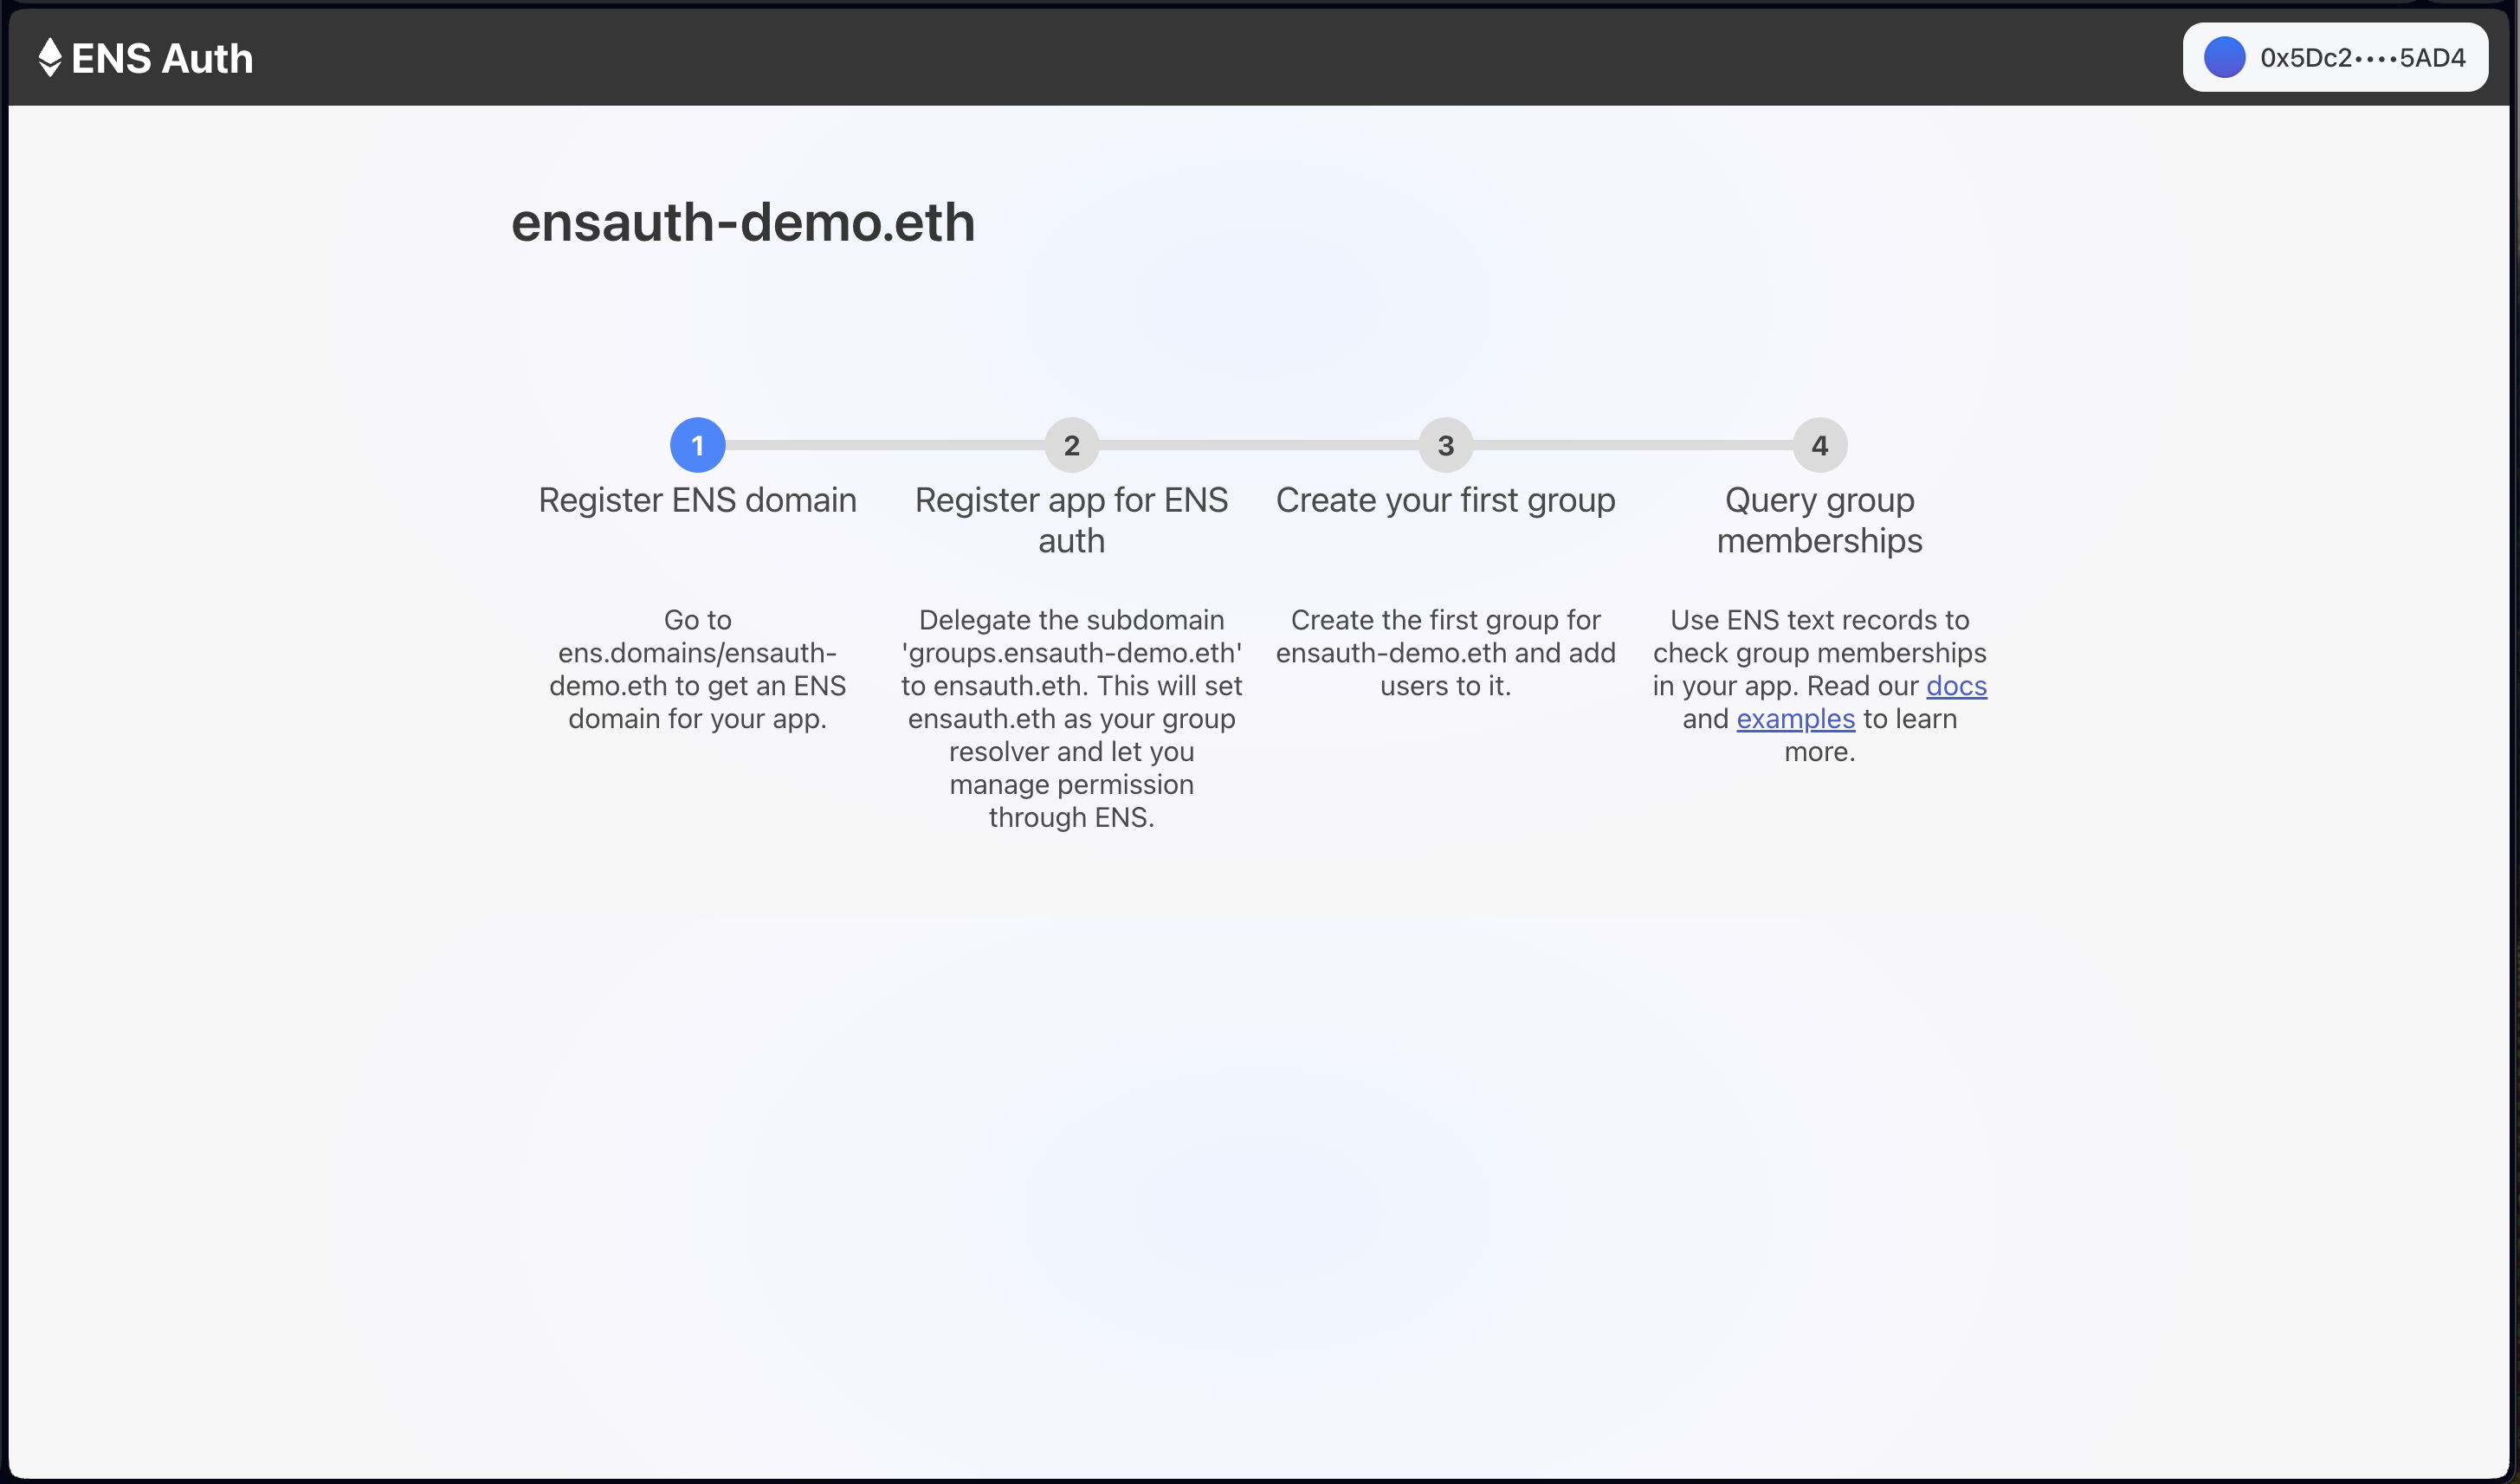 ENS Auth
0x5Dc2····5AD4
ensauth-demo.eth
1
2
3
4
Register ENS domain
Register app for ENS
auth
Create your first group
Query group
memberships
Go to
ens.domains/ensauth-
demo.eth to get an ENS
domain for your app.
Delegate the subdomain
'groups.ensauth-demo.eth'
to ensauth.eth. This will set
ensauth.eth as your group
resolver and let you
manage permission
through ENS.
Create the first group for
ensauth-demo.eth and add
users to it.
Use ENS text records to
check group memberships
in your app. Read our docs
and examples to learn
more.